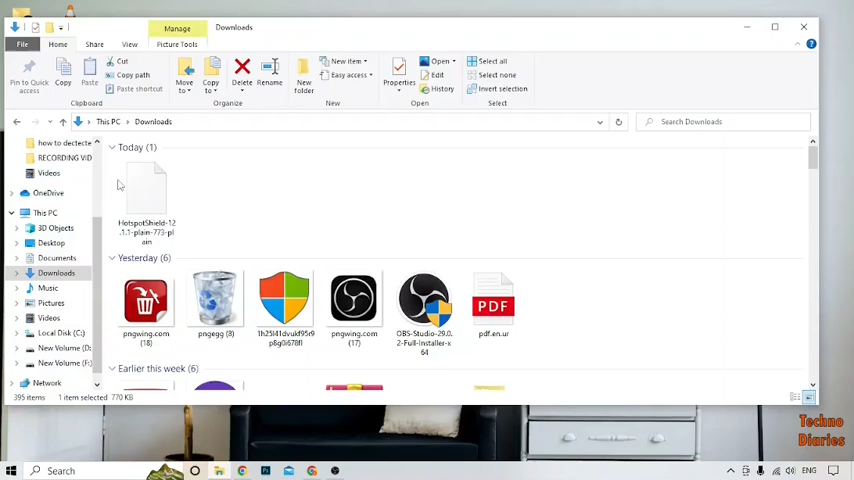 Manage
Downloads
File
Home
Share
View
Picture Tools
Pin to Quick
access
Copy
Paste
Cut
Copy path
Paste shortcut
Clipboard
Move
to
Copy
to
Delete
Rename
Organize
New
folder
New item
Easy access
New
Properties
Open
Edit
History
Open
Select all
Select none
Invert selection
Select
This PC
Downloads
Search Downloads
how to dectecte
RECORDING VID
Videos
OneDrive
This PC
3D Objects
Desktop
Documents
Downloads
Music
Pictures
Videos
Local Disk (C:)
New Volume (D:
New Volume (F:)
Network
Today (1)
HotspotShield-12
.1.1-plain-773-pl
ain
Yesterday (6)
pngwing.com
(18)
pngegg (8)
pngwing.com
(17)
OBS-Studio-29.0.
2-Full-Installer-x
64
PDF
pdf.en.ur
Earlier this week (6)
395 items
1 item selected 770 KB
Techno
Diaries
Search
Ps
ENG